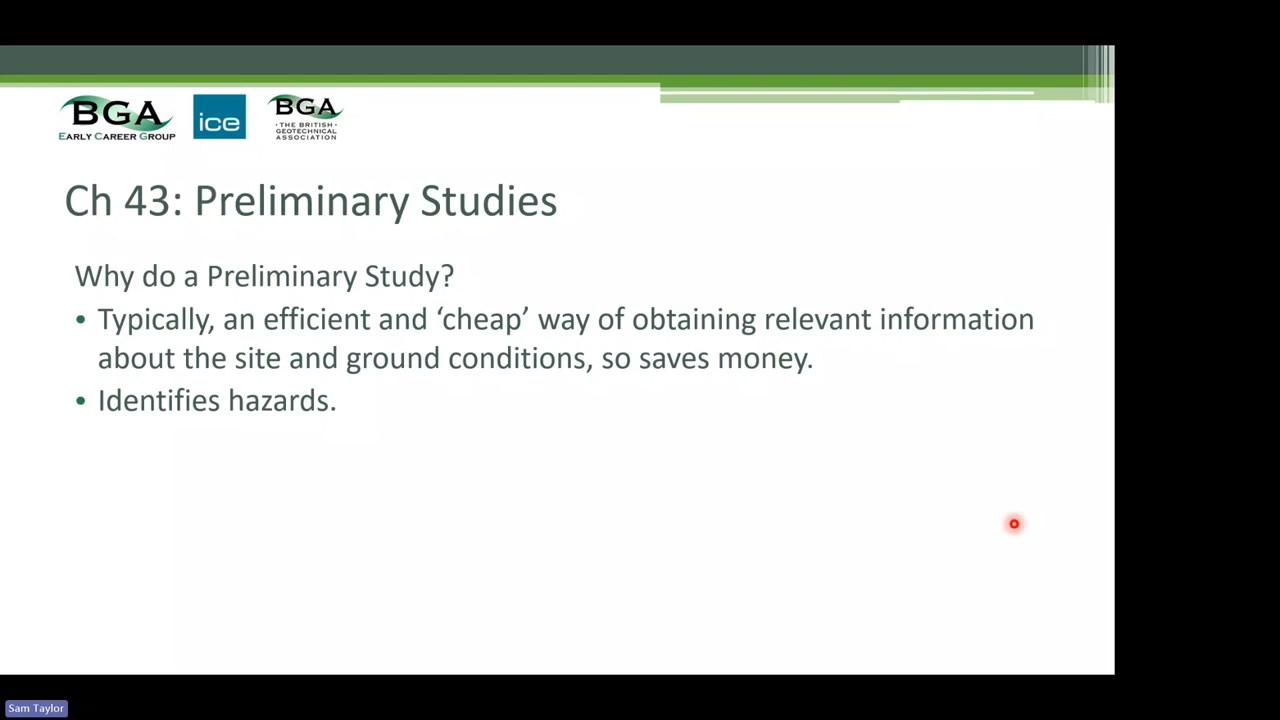 BGA
EARLY CAREER GROUP
ice
BGA
· THE BRITISH ·
GEOTECHNICAL
ASSOCIATION
Ch 43: Preliminary Studies
Why do a Preliminary Study?
• Typically, an efficient and ‘cheap’ way of obtaining relevant information
about the site and ground conditions, so saves money.
• Identifies hazards.
Sam Taylor